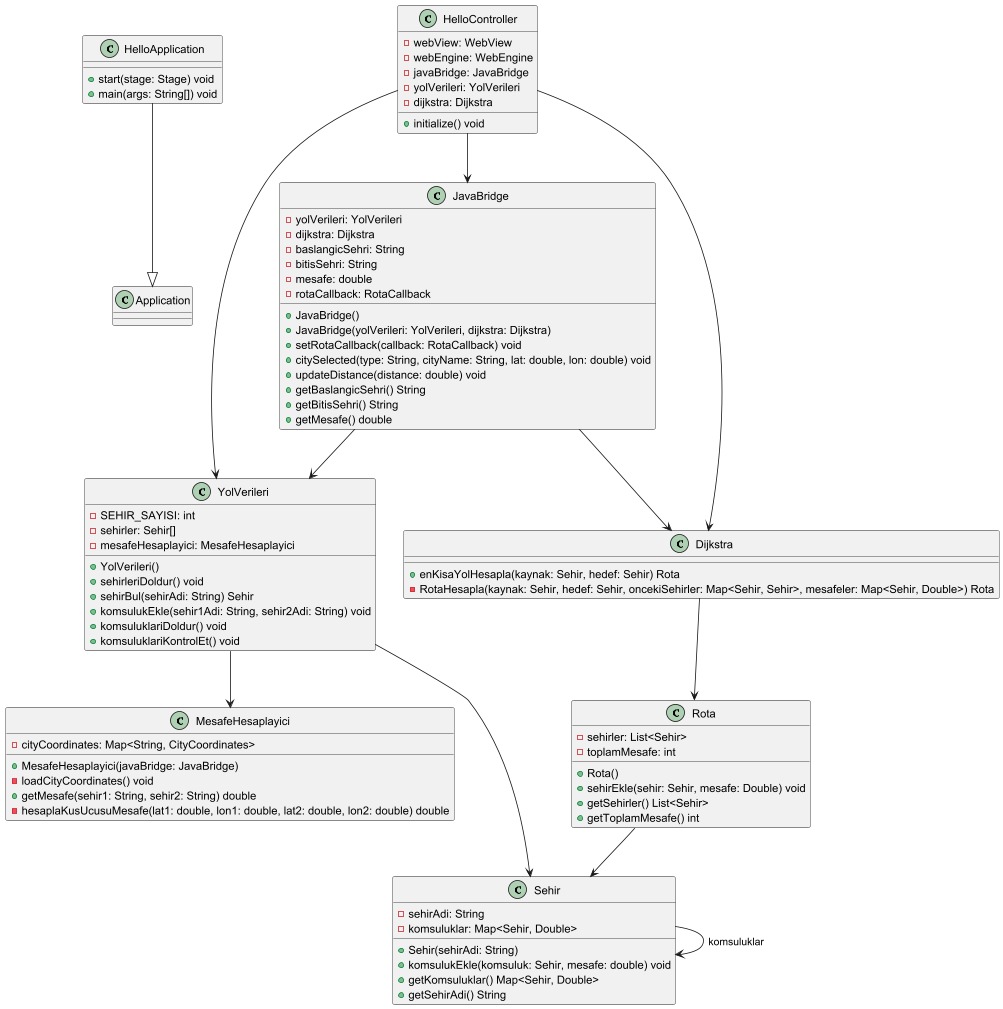 C HelloApplication
start(stage: Stage) void
main(args: String[]) void
C HelloController
webView: WebView
webEngine: WebEngine
javaBridge: JavaBridge
yolVerileri: YolVerileri
dijkstra: Dijkstra
initialize() void
C JavaBridge
yolVerileri: YolVerileri
dijkstra: Dijkstra
baslangicSehri: String
bitisSehri: String
mesafe: double
rotaCallback: RotaCallback
JavaBridge()
JavaBridge(yolVerileri: YolVerileri, dijkstra: Dijkstra)
setRotaCallback(callback: RotaCallback) void
citySelected(type: String, cityName: String, lat: double, lon: double) void
updateDistance(distance: double) void
getBaslangicSehri() String
getBitisSehri() String
getMesafe() double
C Application
C YolVerileri
SEHIR_SAYISI: int
sehirler: Sehir[]
mesafeHesaplayici: MesafeHesaplayici
YolVerileri()
sehirleriDoldur() void
sehirBul(sehirAdi: String) Sehir
komsulukEkle(sehir1Adi: String, sehir2Adi: String) void
komsuluklariDoldur() void
komsuluklariKontrolEt() void
C Dijkstra
enKisaYolHesapla(kaynak: Sehir, hedef: Sehir) Rota
RotaHesapla(kaynak: Sehir, hedef: Sehir, oncekiSehirler: Map<Sehir, Sehir>, mesafeler: Map<Sehir, Double>) Rota
C MesafeHesaplayici
cityCoordinates: Map<String, CityCoordinates>
MesafeHesaplayici(javaBridge: JavaBridge)
loadCityCoordinates() void
getMesafe(sehir1: String, sehir2: String) double
hesaplaKusUcusuMesafe(lat1: double, lon1: double, lat2: double, lon2: double) double
C Rota
sehirler: List<Sehir>
toplamMesafe: int
Rota()
sehirEkle(sehir: Sehir, mesafe: Double) void
getSehirler() List<Sehir>
getToplamMesafe() int
C Sehir
sehirAdi: String
komsuluklar: Map<Sehir, Double>
Sehir(sehirAdi: String)
komsulukEkle(komsuluk: Sehir, mesafe: double) void
getKomsuluklar() Map<Sehir, Double>
getSehirAdi() String
komsuluklar